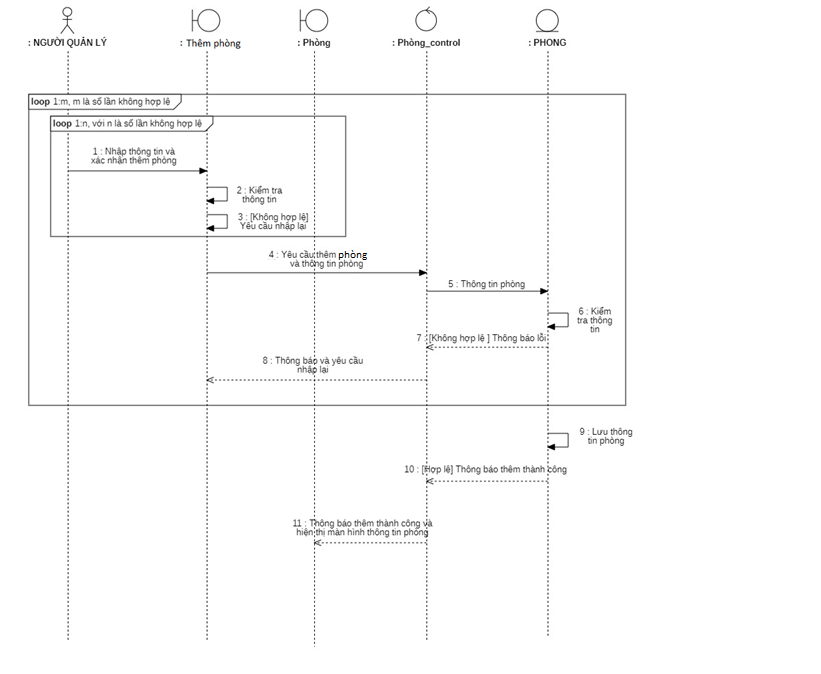 : NGƯỜI QUẢN LÝ
: Thêm phòng
: Phòng
: Phòng_control
: PHONG
loop 1:m, m là số lần không hợp lệ
loop 1:n, với n là số lần không hợp lệ
1 : Nhập thông tin và
xác nhận thêm phòng
2 : Kiểm tra
thông tin
3 : [Không hợp lệ]
Yêu cầu nhập lại
4 : Yêu cầu thêm phòng
và thông tin phòng
5 : Thông tin phòng
6 : Kiểm
tra thông
tin
7 : [Không hợp lệ ] Thông báo lỗi
8 : Thông báo và yêu cầu
nhập lại
9 : Lưu thông
tin phòng
10 : [Hợp lệ] Thông báo thêm thành công
11 : Thông báo thêm thành công và
hiện thị màn hình thông tin phòng